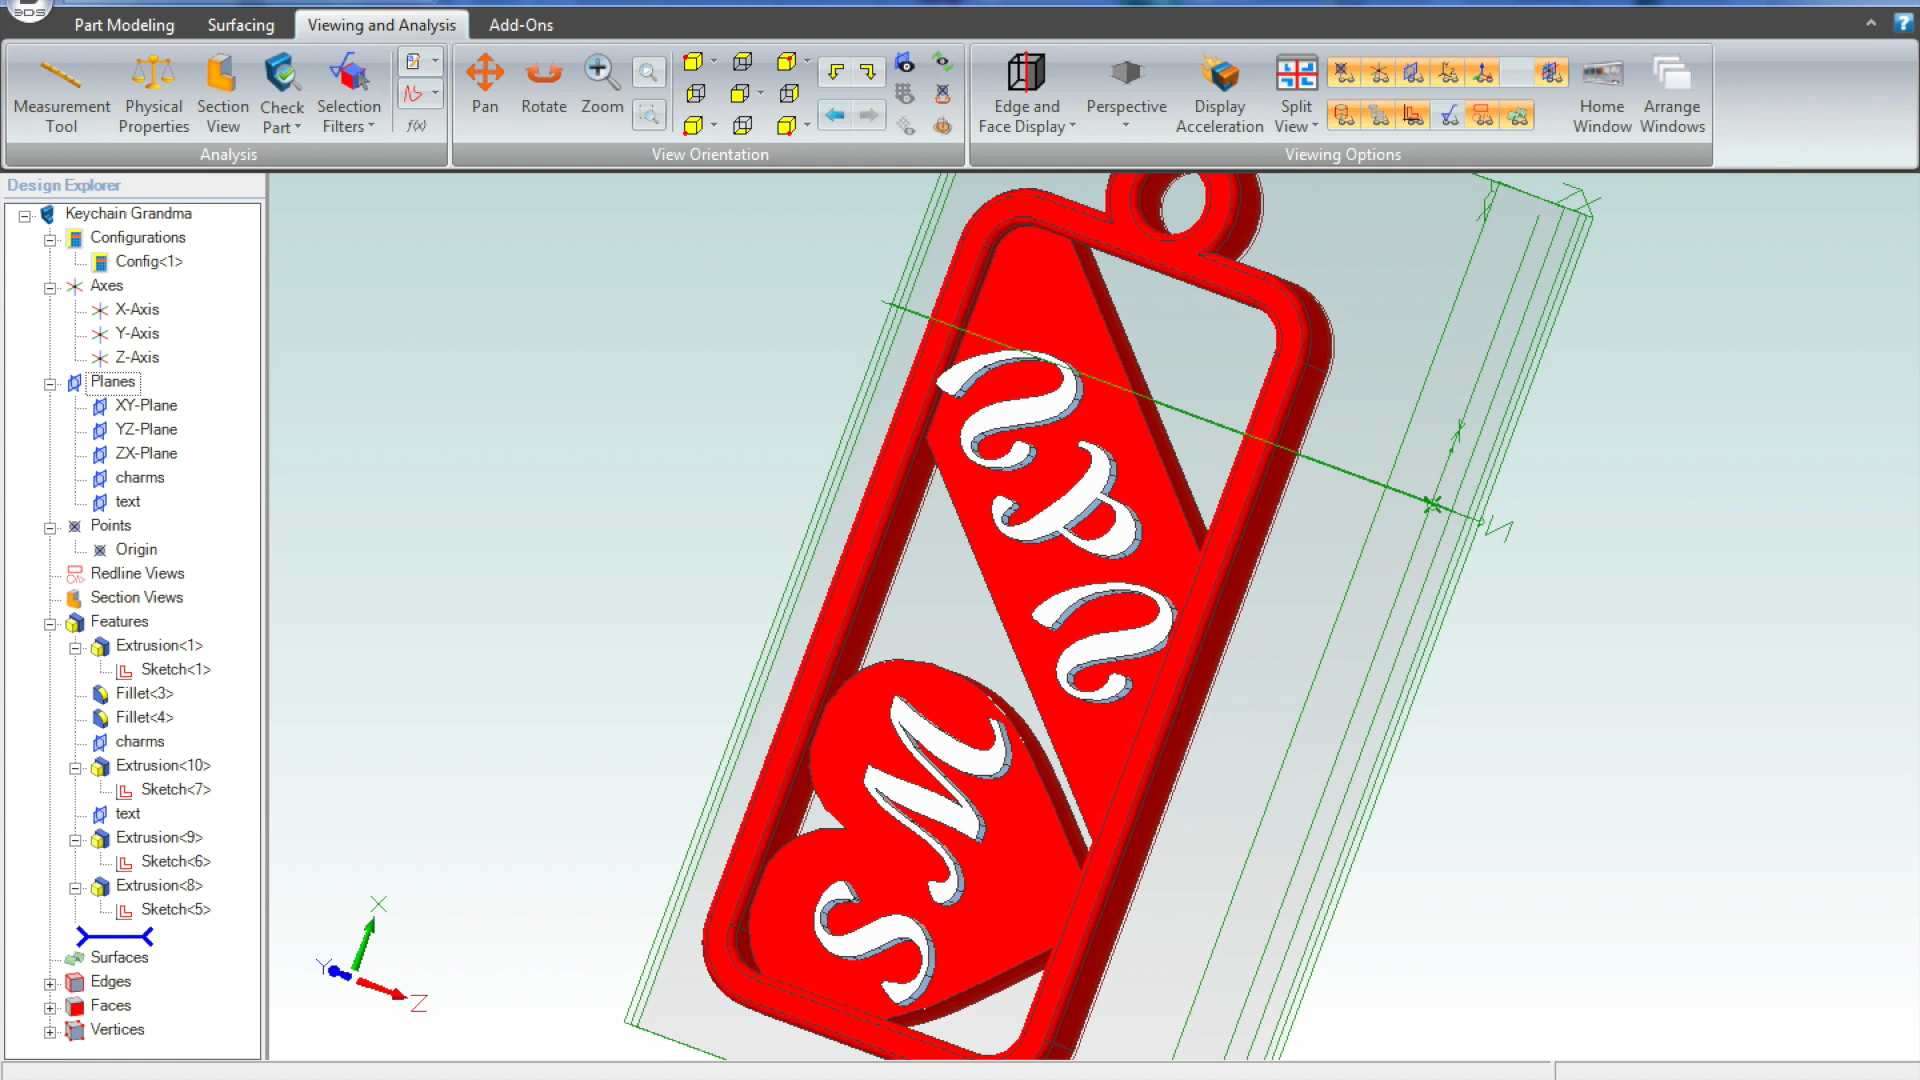 3DS
Part Modeling
Surfacing
Viewing and Analysis
Add-Ons
Measurement Tool
Physical Properties
Section View
Check Part
Selection Filters
f(x)
Analysis
Pan
Rotate
Zoom
View Orientation
Edge and Face Display
Perspective
Display Acceleration
Split View
Home Window
Arrange Windows
Viewing Options
Design Explorer
Keychain Grandma
Configurations
Config<1>
Axes
X-Axis
Y-Axis
Z-Axis
Planes
XY-Plane
YZ-Plane
ZX-Plane
charms
text
Points
Origin
Redline Views
Section Views
Features
Extrusion<1>
Sketch<1>
Fillet<3>
Fillet<4>
charms
Extrusion<10>
Sketch<7>
text
Extrusion<9>
Sketch<6>
Extrusion<8>
Sketch<5>
Surfaces
Edges
Faces
Vertices
X
Y
Z